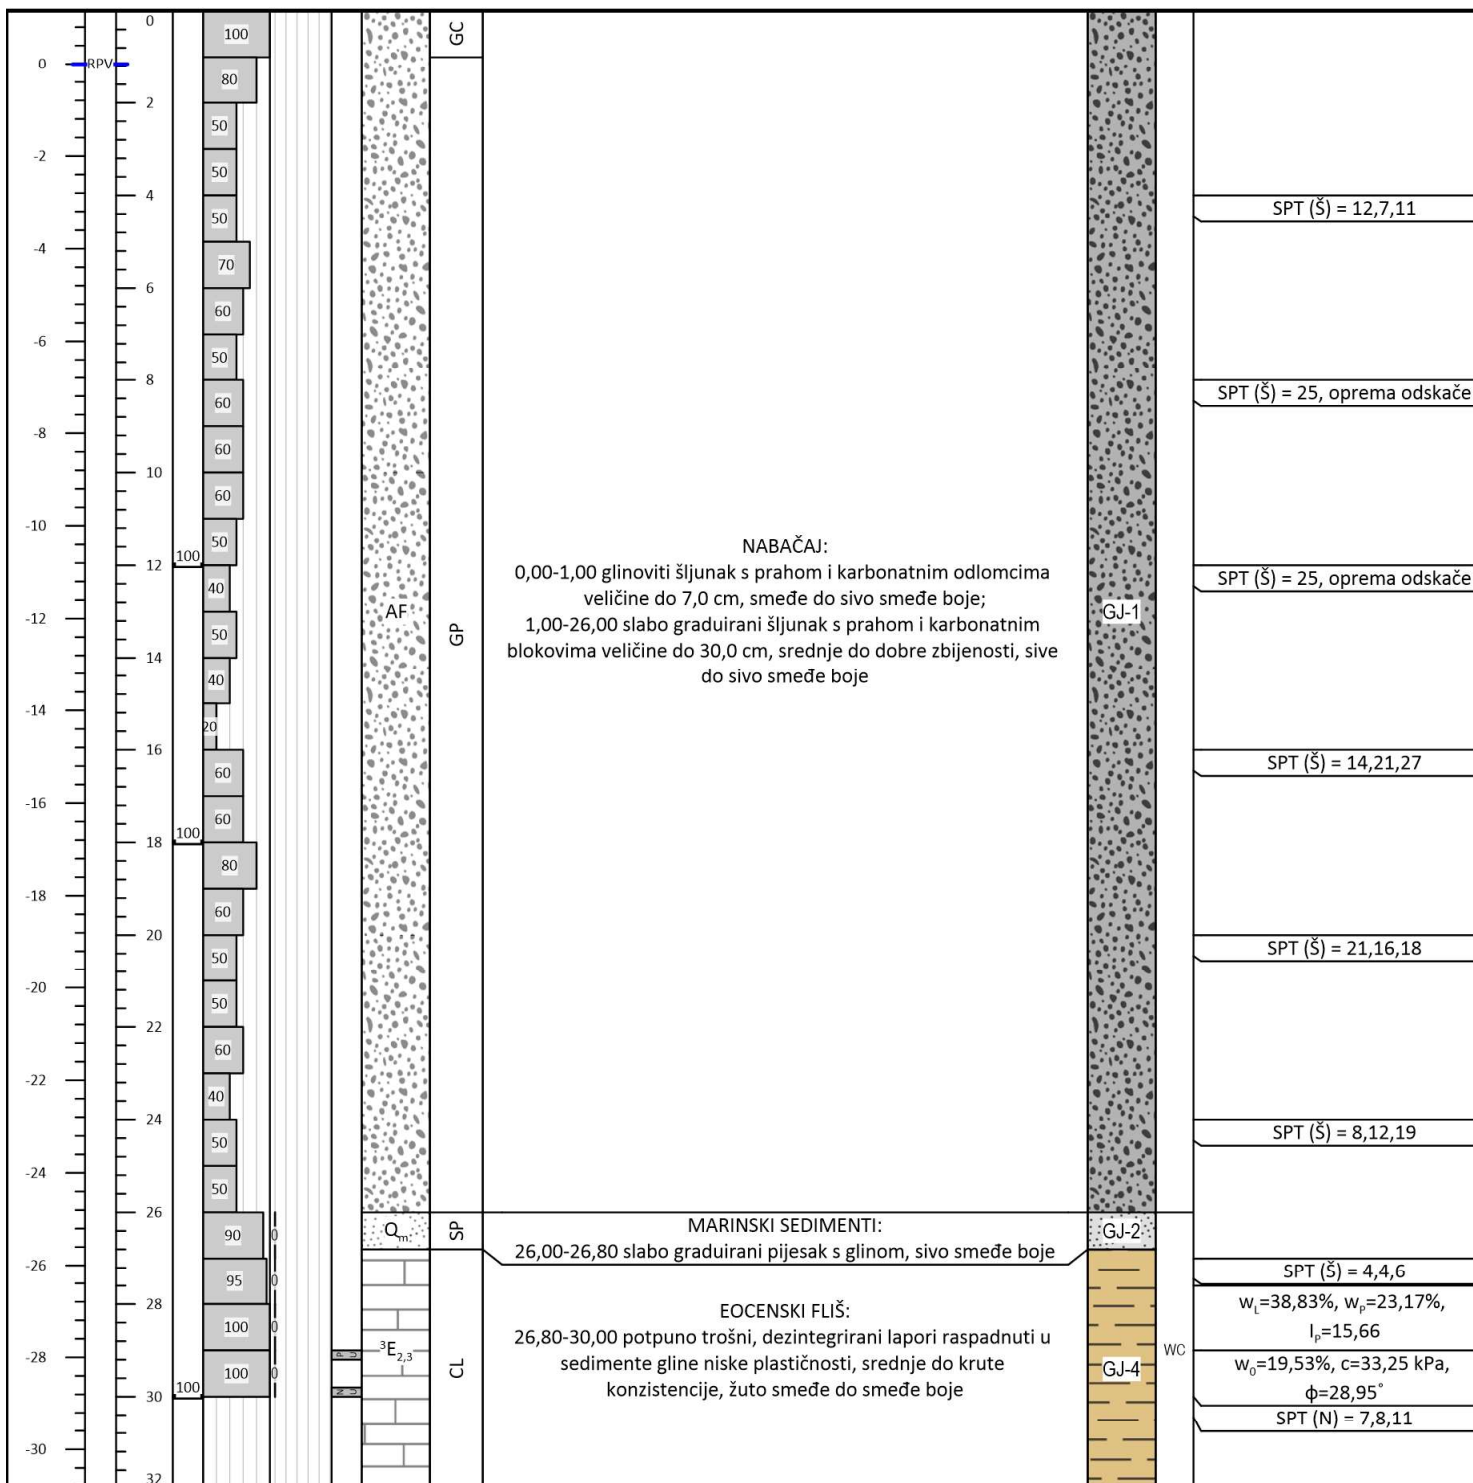 0
-2
-4
-6
-8
-10
-12
-14
-16
-18
-20
-22
-24
-26
-28
-30
RPV
0
2
4
6
8
10
12
14
16
18
20
22
24
26
28
30
32
100
100
100
100
80
50
50
50
70
60
50
60
60
60
50
40
50
40
20
60
60
80
60
50
50
60
40
50
50
90
95
100
100
0
0
0
0
P U
N U
AF
Qm
³E2,3
GC
GP
SP
CL
NABAČAJ:
0,00-1,00 glinoviti šljunak s prahom i karbonatnim odlomcima
veličine do 7,0 cm, smeđe do sivo smeđe boje;
1,00-26,00 slabo graduirani šljunak s prahom i karbonatnim
blokovima veličine do 30,0 cm, srednje do dobre zbijenosti, sive
do sivo smeđe boje
MARINSKI SEDIMENTI:
26,00-26,80 slabo graduirani pijesak s glinom, sivo smeđe boje
EOCENSKI FLIŠ:
26,80-30,00 potpuno trošni, dezintegrirani lapori raspadnuti u
sedimente gline niske plastičnosti, srednje do krute
konzistencije, žuto smeđe do smeđe boje
GJ-1
GJ-2
GJ-4
WC
SPT (Š) = 12,7,11
SPT (Š) = 25, oprema odskače
SPT (Š) = 25, oprema odskače
SPT (Š) = 14,21,27
SPT (Š) = 21,16,18
SPT (Š) = 8,12,19
SPT (Š) = 4,4,6
wL=38,83%, wP=23,17%,
IP=15,66
w0=19,53%, c=33,25 kPa,
ϕ=28,95°
SPT (N) = 7,8,11